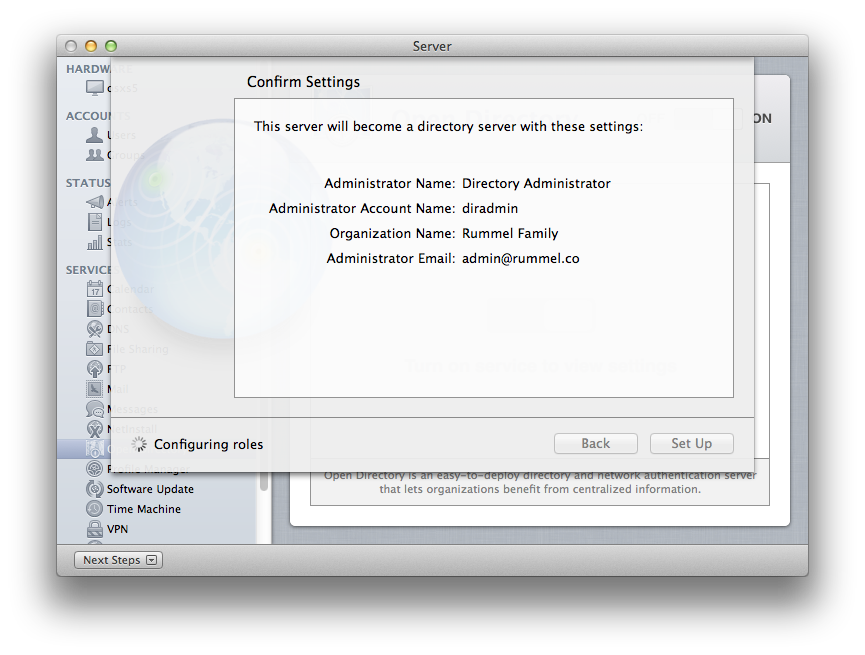 Server
HARDWARE
osxs5
ACCOUNTS
Users
Groups
STATUS
Alerts
Logs
Stats
SERVICES
Calendar
Contacts
DNS
File Sharing
FTP
Mail
Messages
NetInstall
Profile Manager
Software Update
Time Machine
VPN
ON
Confirm Settings
This server will become a directory server with these settings:
Administrator Name: Directory Administrator
Administrator Account Name: diradmin
Organization Name: Rummel Family
Administrator Email: admin@rummel.co
Configuring roles
Back
Set Up
Open Directory is an easy-to-deploy directory and network authentication server
that lets organizations benefit from centralized information.
Next Steps
17